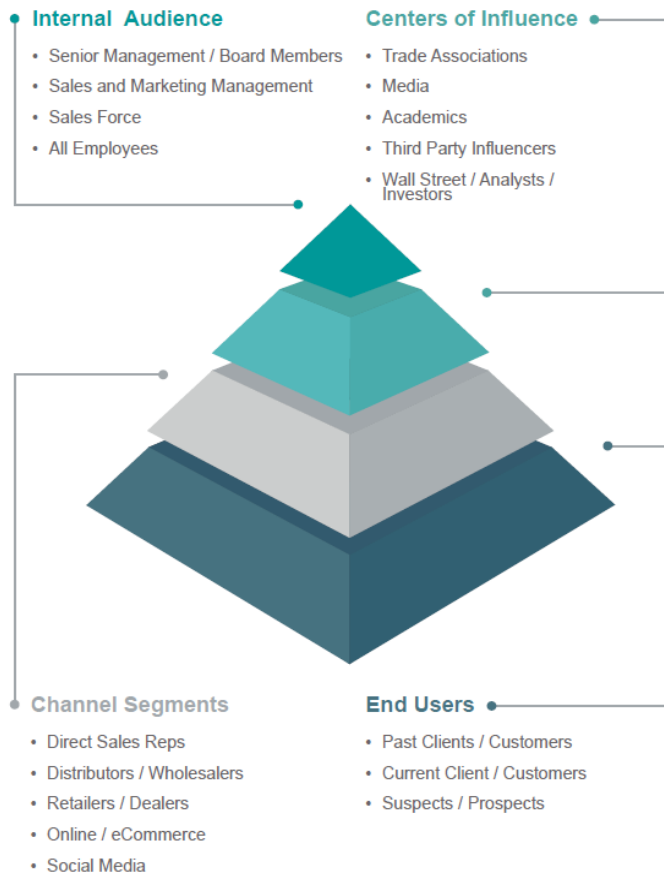 Internal Audience
• Senior Management / Board Members
• Sales and Marketing Management
• Sales Force
• All Employees
Centers of Influence
• Trade Associations
• Media
• Academics
• Third Party Influencers
• Wall Street / Analysts /
Investors
Channel Segments
• Direct Sales Reps
• Distributors / Wholesalers
• Retailers / Dealers
• Online / eCommerce
• Social Media
End Users
• Past Clients / Customers
• Current Client / Customers
• Suspects / Prospects